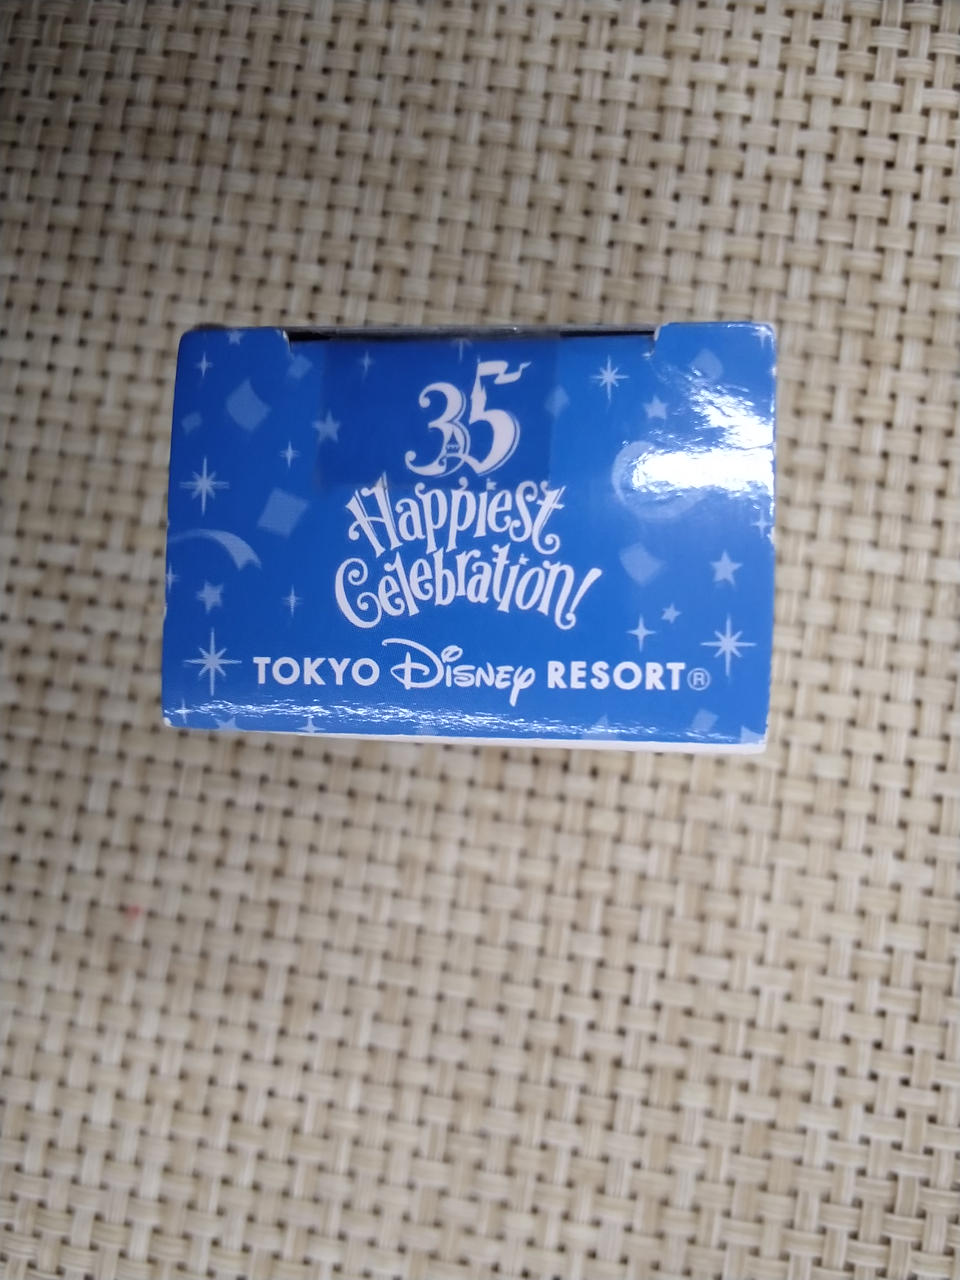 35
Happiest
Celebration!
TOKYO Disney RESORT®